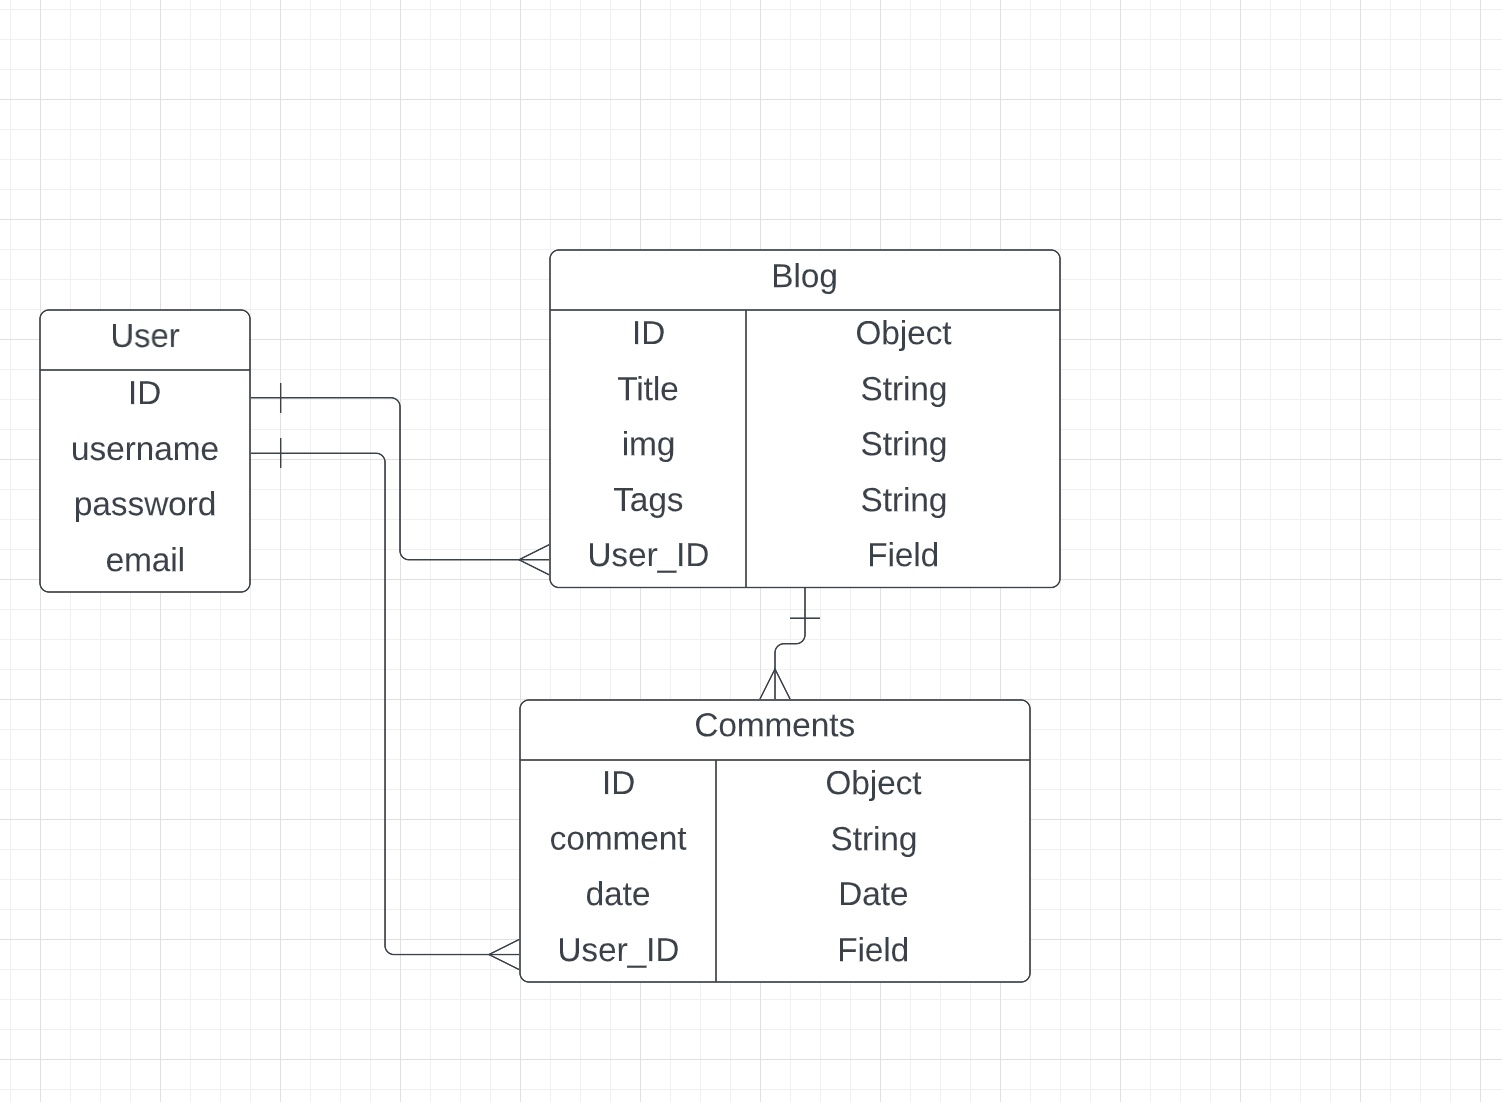 User
ID
username
password
email
Blog
ID Object
Title String
img String
Tags String
User_ID Field
Comments
ID Object
comment String
date Date
User_ID Field